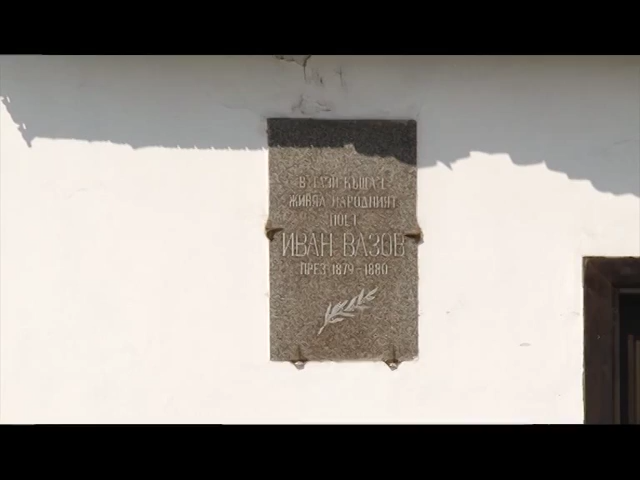 В ТАЗИ КЪЩА Е
ЖИВЯЛ НАРОДНИЯТ
ПОЕТ
ИВАН ВАЗОВ
ПРЕЗ 1879-1880